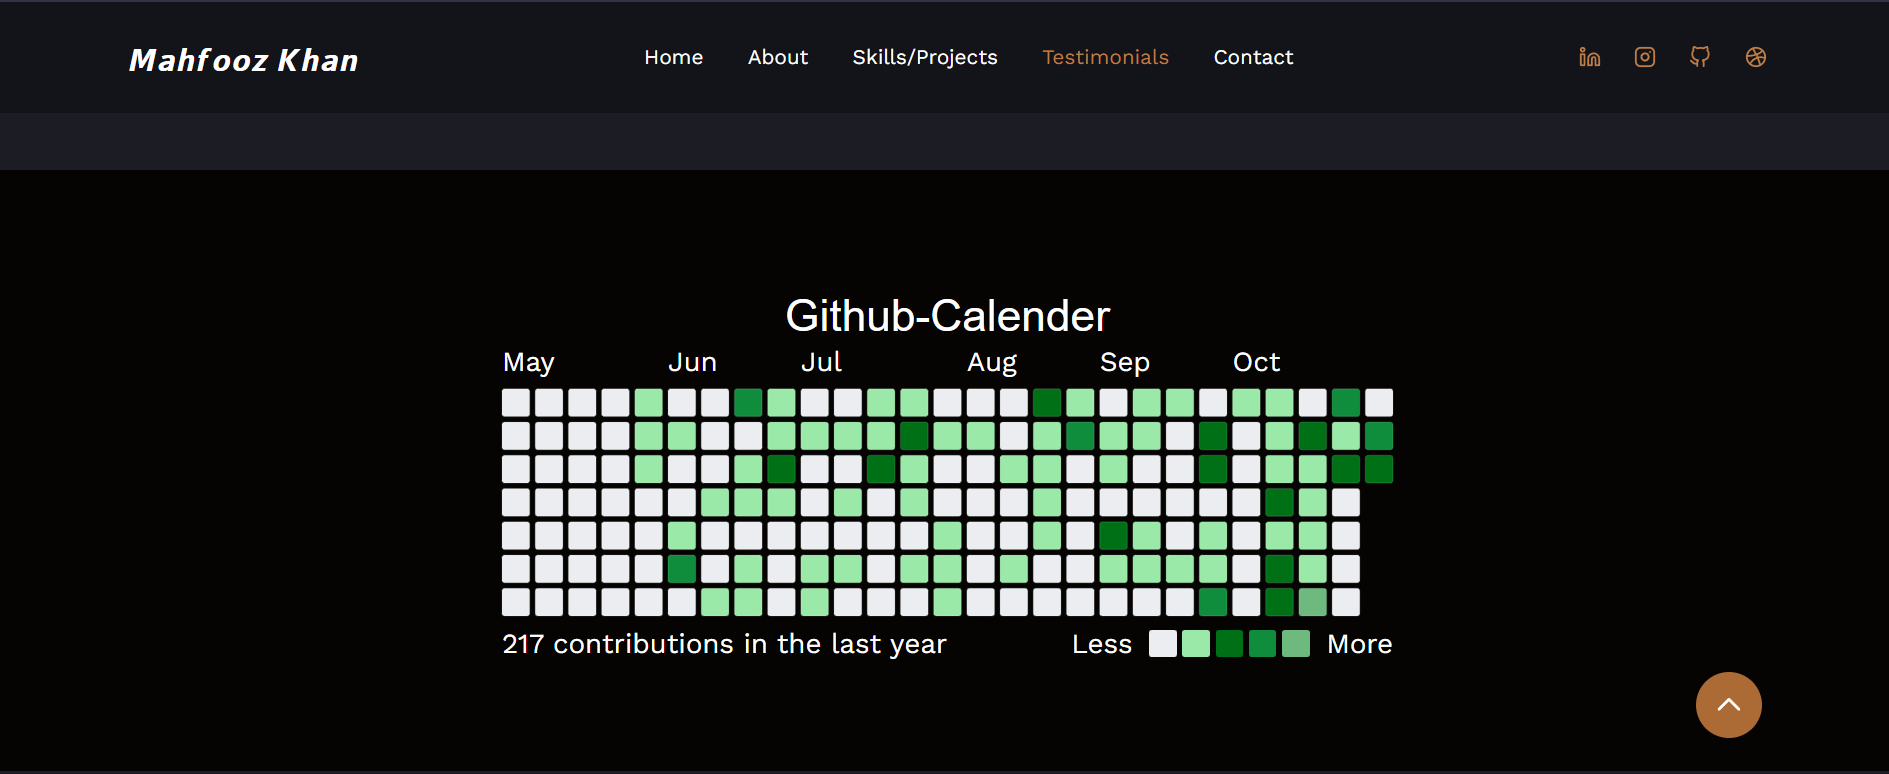 Mahfooz Khan
Home About Skills/Projects Testimonials Contact
Github-Calender
May Jun Jul Aug Sep Oct
217 contributions in the last year Less More